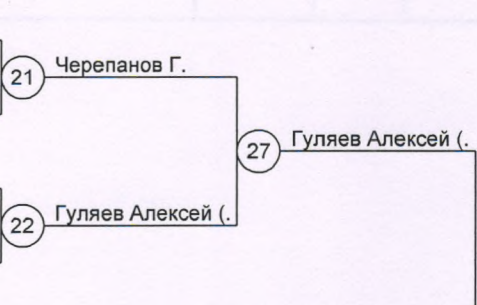 Черепанов Г.
21
Гуляев Алексей (.
27
Гуляев Алексей (.
22